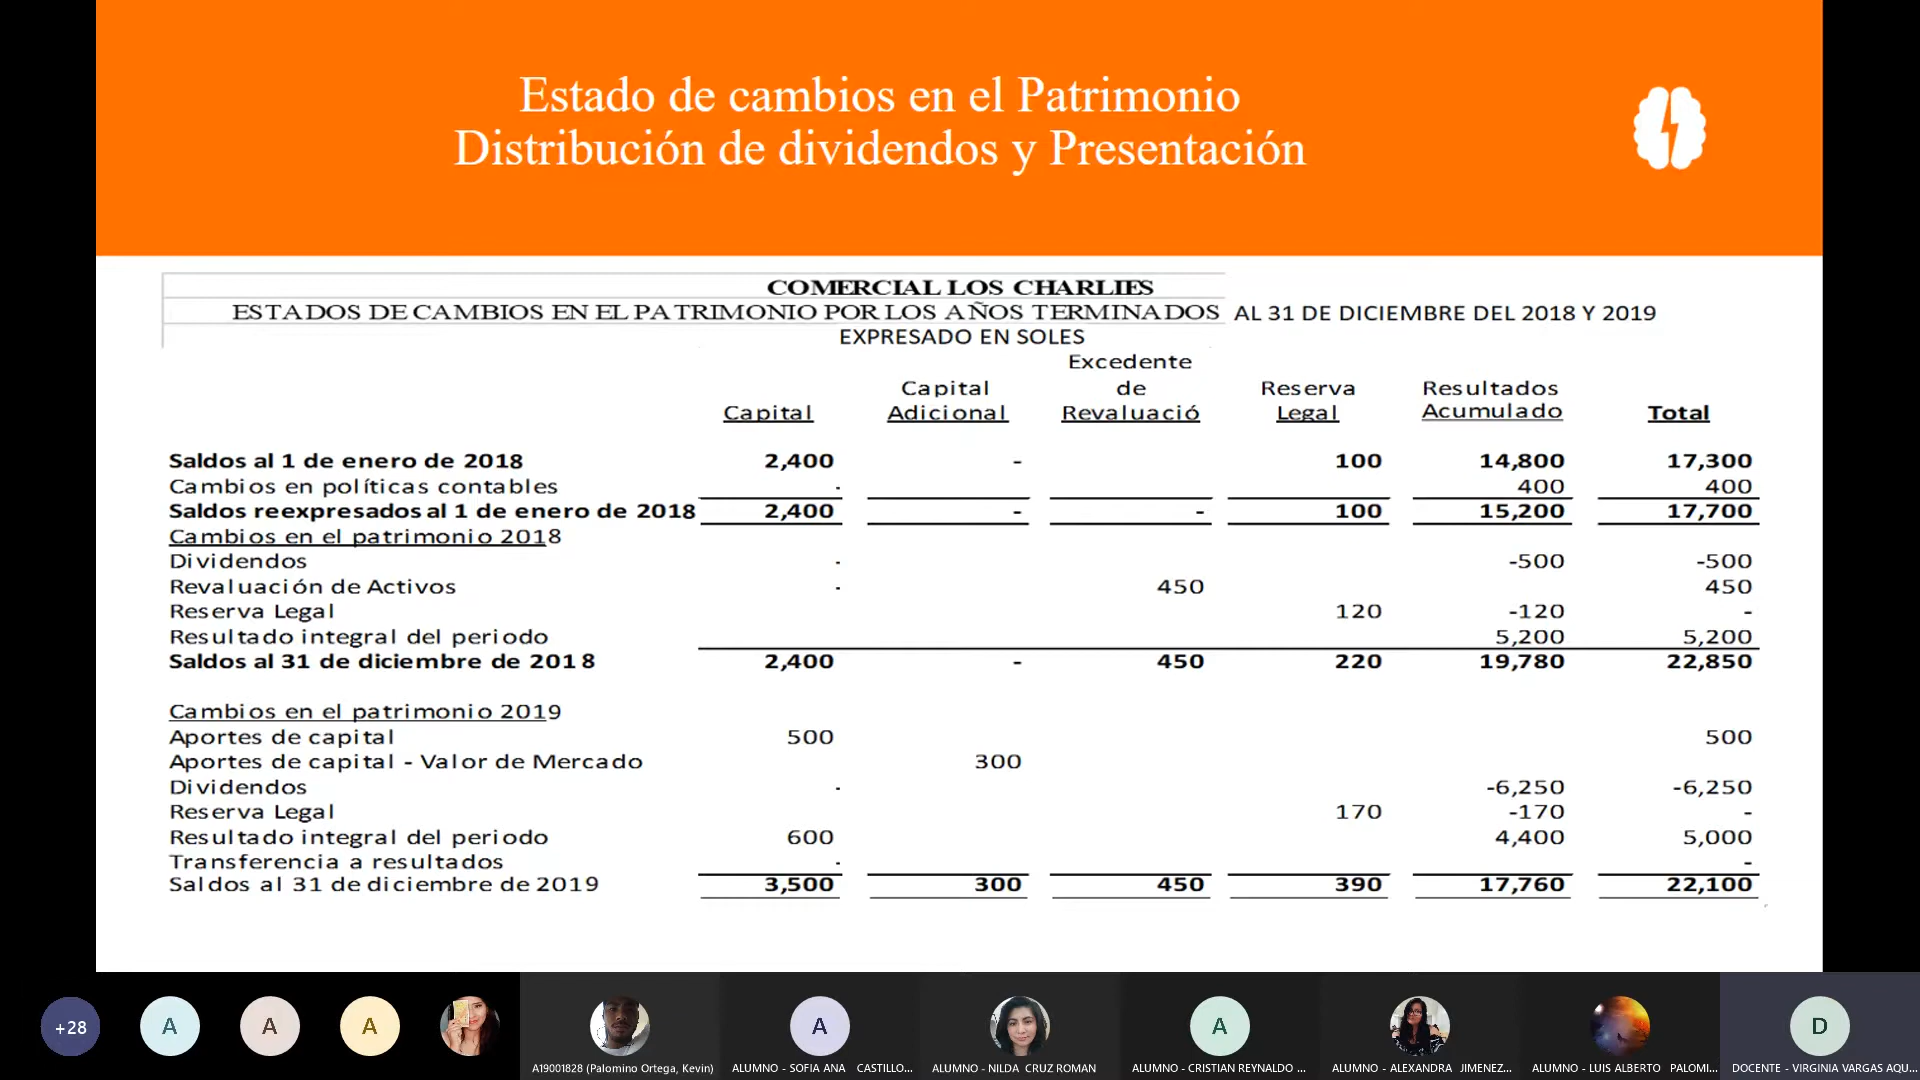 Estado de cambios en el Patrimonio
Distribución de dividendos y Presentación
COMERCIAL LOS CHARLIES
ESTADOS DE CAMBIOS EN EL PATRIMONIO POR LOS AÑOS TERMINADOS AL 31 DE DICIEMBRE DEL 2018 Y 2019
EXPRESADO EN SOLES
Excedente
Capital de Reserva Resultados
Capital Adicional Revaluació Legal Acumulado Total
Saldos al 1 de enero de 2018 2,400 - 100 14,800 17,300
Cambios en políticas contables - 400 400
Saldos reexpresados al 1 de enero de 2018 2,400 - - 100 15,200 17,700
Cambios en el patrimonio 2018
Dividendos - -500 -500
Revaluación de Activos - 450 450
Reserva Legal 120 -120 -
Resultado integral del periodo 5,200 5,200
Saldos al 31 de diciembre de 2018 2,400 - 450 220 19,780 22,850
Cambios en el patrimonio 2019
Aportes de capital 500 500
Aportes de capital - Valor de Mercado 300
Dividendos - -6,250 -6,250
Reserva Legal 170 -170 -
Resultado integral del periodo 600 4,400 5,000
Transferencia a resultados - -
Saldos al 31 de diciembre de 2019 3,500 300 450 390 17,760 22,100
+28 A A A A A D
A19001828 (Palomino Ortega, Kevin) ALUMNO - SOFIA ANA CASTILLO... ALUMNO - NILDA CRUZ ROMAN ALUMNO - CRISTIAN REYNALDO ... ALUMNO - ALEXANDRA JIMENEZ... ALUMNO - LUIS ALBERTO PALOMI... DOCENTE - VIRGINIA VARGAS AQU...